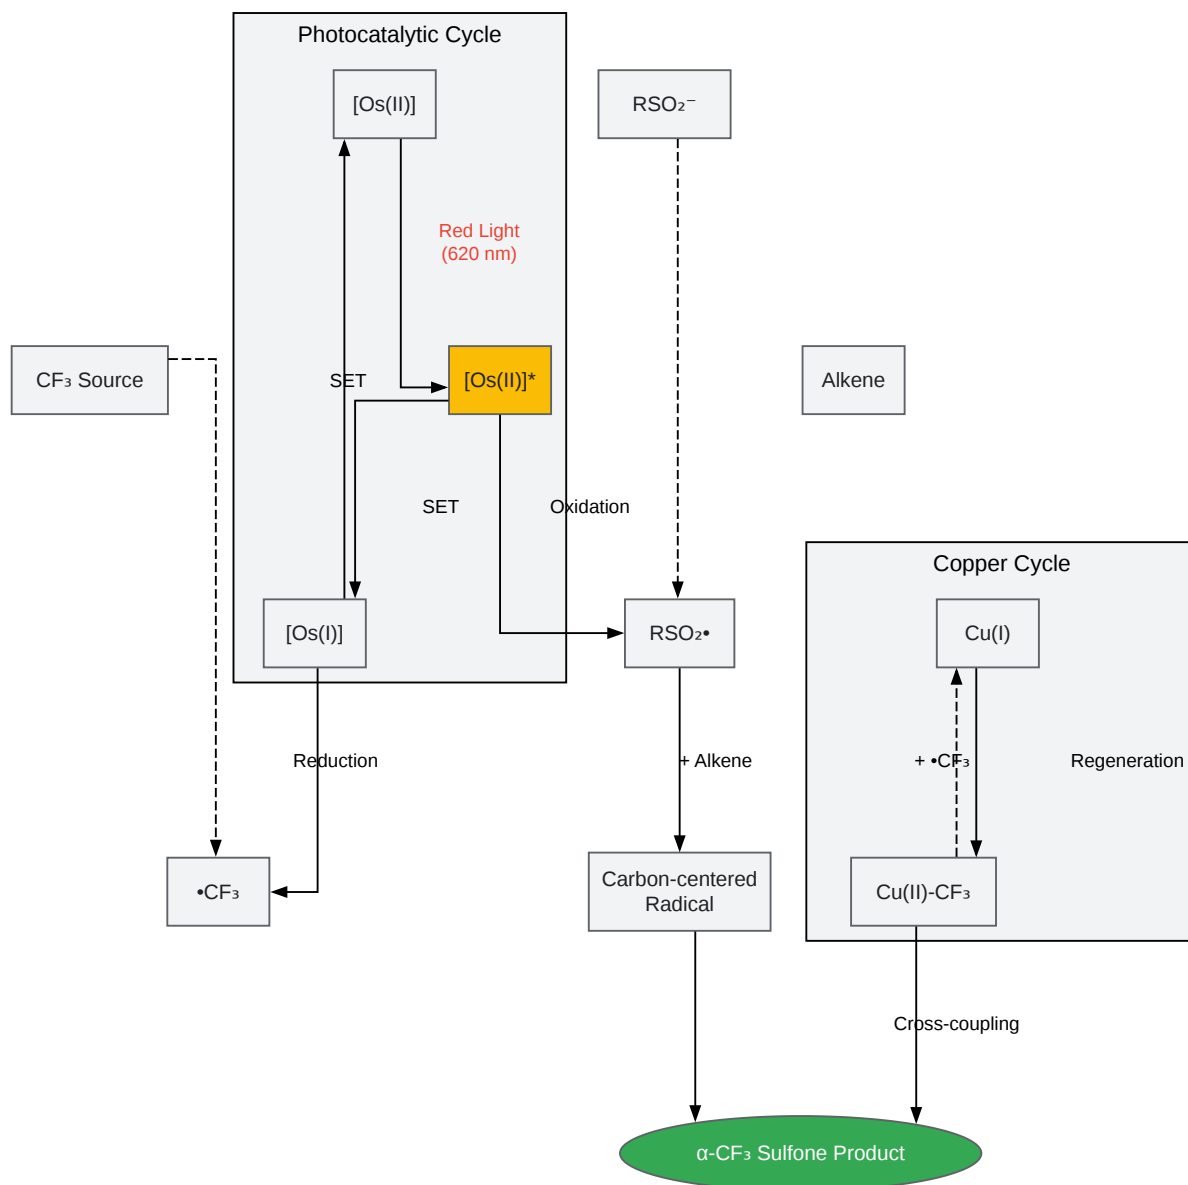 Photocatalytic Cycle
[Os(II)]
RSO₂⁻
Red Light
(620 nm)
CF₃ Source
SET
[Os(II)]*
Alkene
SET
Oxidation
Copper Cycle
[Os(I)]
RSO₂•
Cu(I)
Reduction
+ Alkene
+ •CF₃
Regeneration
•CF₃
Carbon-centered
Radical
Cu(II)-CF₃
Cross-coupling
α-CF₃ Sulfone Product